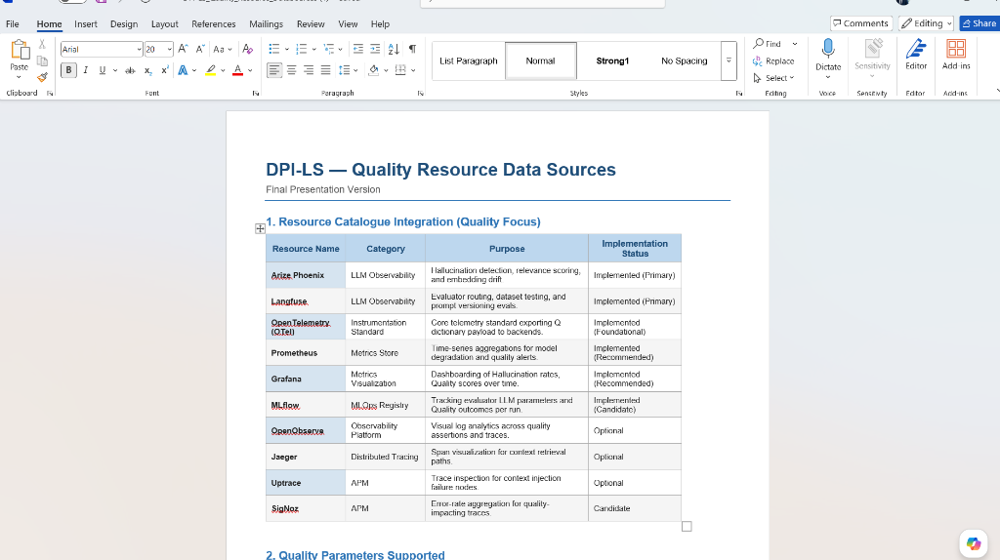 File Home Insert Design Layout References Mailings Review View Help
Comments Editing Share
Paste
Arial 20
Aa
B I U ab x₂ x² A A
List Paragraph Normal Strong1 No Spacing
Find
Replace
Select
Dictate Sensitivity Editor Add-ins
Clipboard Font Paragraph Styles Editing Voice Sensitivity Editor Add-ins
DPI-LS — Quality Resource Data Sources
Final Presentation Version
1. Resource Catalogue Integration (Quality Focus)
Resource Name Category Purpose Implementation Status
Arize Phoenix LLM Observability Hallucination detection, relevance scoring, and embedding drift. Implemented (Primary)
Langfuse LLM Observability Evaluator routing, dataset testing, and prompt versioning evals. Implemented (Primary)
OpenTelemetry (OTel) Instrumentation Standard Core telemetry standard exporting Q dictionary payload to backends. Implemented (Foundational)
Prometheus Metrics Store Time-series aggregations for model degradation and quality alerts. Implemented (Recommended)
Grafana Metrics Visualization Dashboarding of Hallucination rates, Quality scores over time. Implemented (Recommended)
MLflow MLOps Registry Tracking evaluator LLM parameters and Quality outcomes per run. Implemented (Candidate)
OpenObserve Observability Platform Visual log analytics across quality assertions and traces. Optional
Jaeger Distributed Tracing Span visualization for context retrieval paths. Optional
Uptrace APM Trace inspection for context injection failure nodes. Optional
SigNoz APM Error-rate aggregation for quality-impacting traces. Candidate
2. Quality Parameters Supported